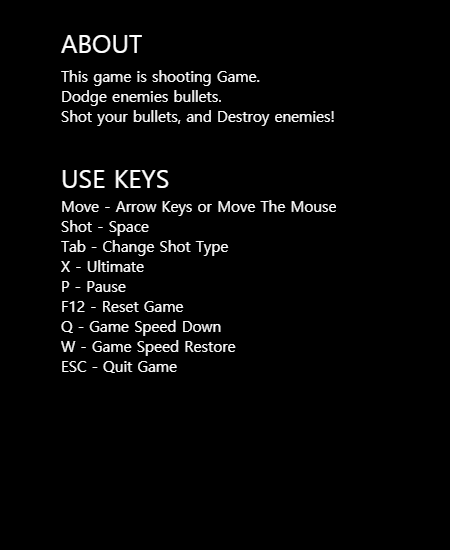 ABOUT
This game is shooting Game.
Dodge enemies bullets.
Shot your bullets, and Destroy enemies!
USE KEYS
Move - Arrow Keys or Move The Mouse
Shot - Space
Tab - Change Shot Type
X - Ultimate
P - Pause
F12 - Reset Game
Q - Game Speed Down
W - Game Speed Restore
ESC - Quit Game